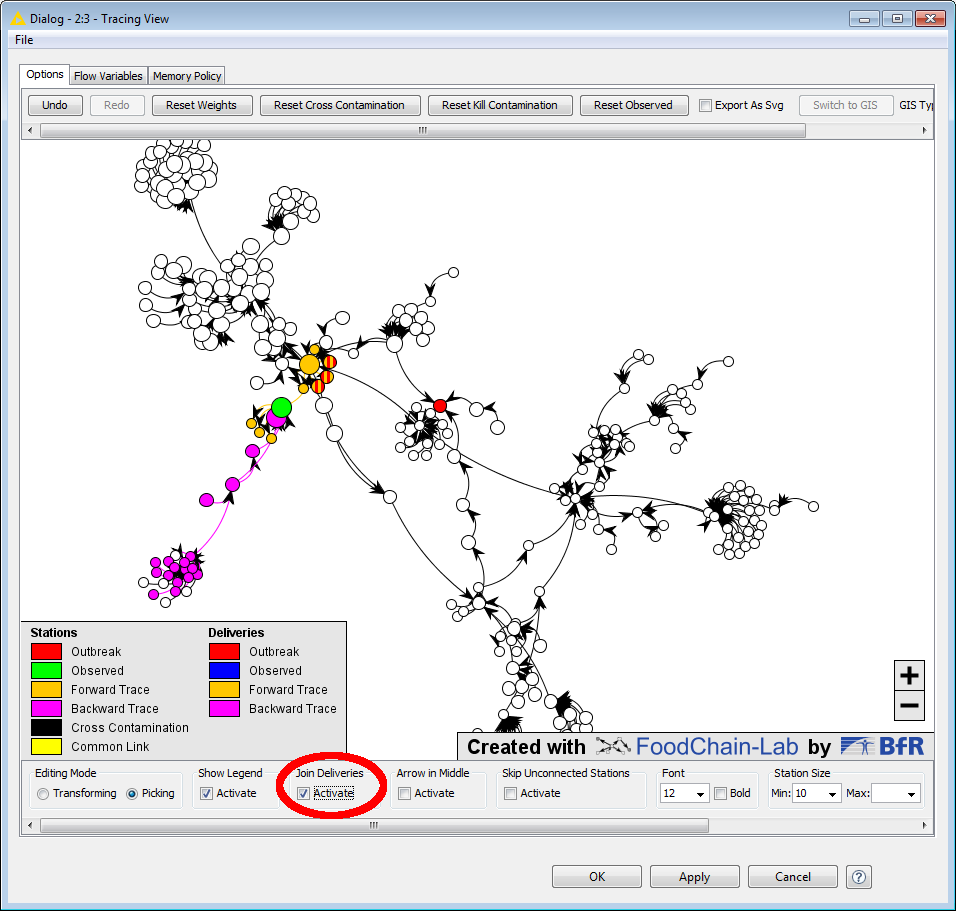 Dialog - 2:3 - Tracing View
File
Options Flow Variables Memory Policy
Undo Redo Reset Weights Reset Cross Contamination Reset Kill Contamination Reset Observed Export As Svg Switch to GIS GIS Typ
Stations Deliveries
Outbreak Outbreak
Observed Observed
Forward Trace Forward Trace
Backward Trace Backward Trace
Cross Contamination
Common Link
+
−
Created with FoodChain-Lab by BfR
Editing Mode Show Legend Join Deliveries Arrow in Middle Skip Unconnected Stations Font Station Size
Transforming Picking Activate Activate Activate Activate 12 Bold Min: 10 Max:
OK Apply Cancel ?